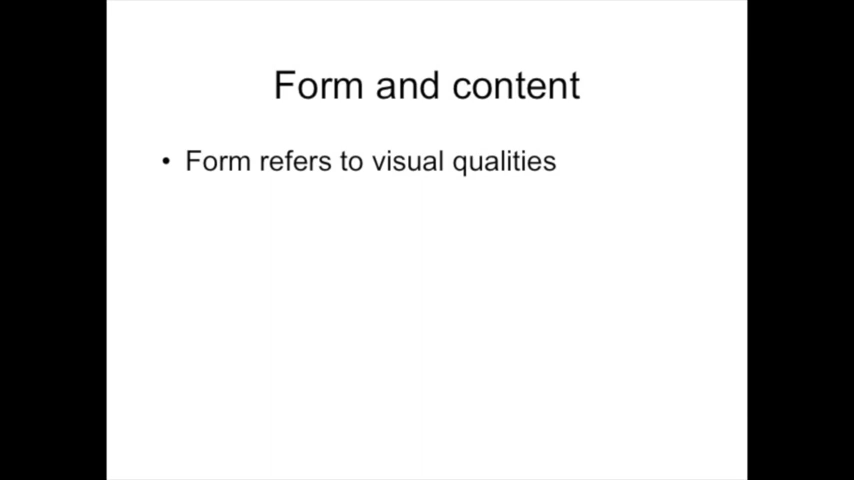 Form and content
• Form refers to visual qualities